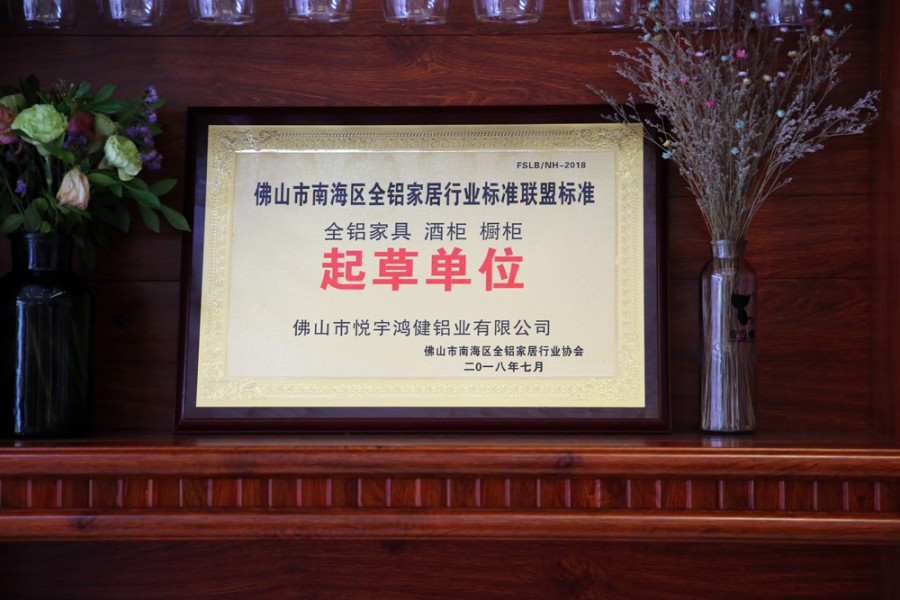 FSLB/NH-2018
佛山市南海区全铝家居行业标准联盟标准
全铝家具 酒柜 橱柜
起草单位
佛山市悦宇鸿健铝业有限公司
佛山市南海区全铝家居行业协会
二0一八年七月